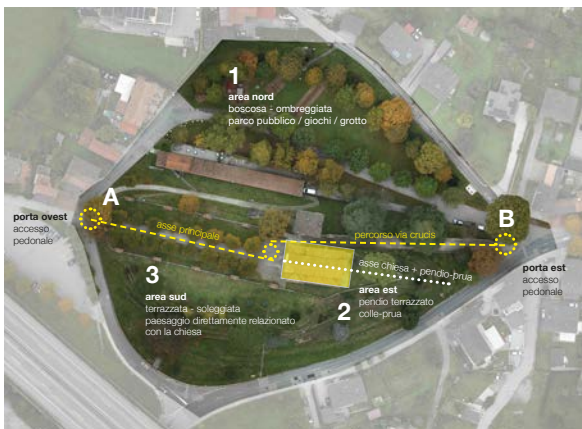 1
area nord
boscosa - ombreggiata
parco pubblico / giochi / grotto
A
B
porta ovest
accesso
pedonale
asse principale
percorso via crucis
asse chiesa + pendio-prua
porta est
accesso
pedonale
3
area sud
terrazzata - soleggiata
paesaggio direttamente relazionato
con la chiesa
2
area est
pendio terrazzato
colle-prua